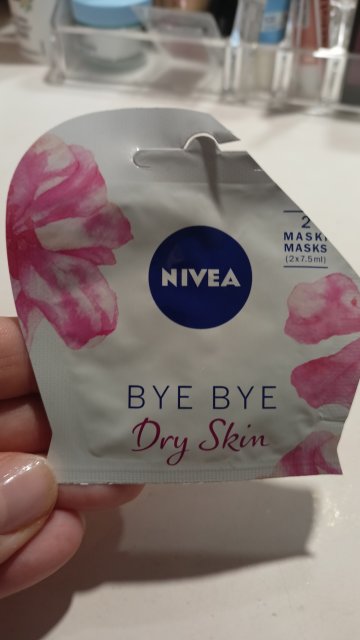 2
MASKI
MASKS
(2x7.5ml)
NIVEA
BYE BYE
Dry Skin